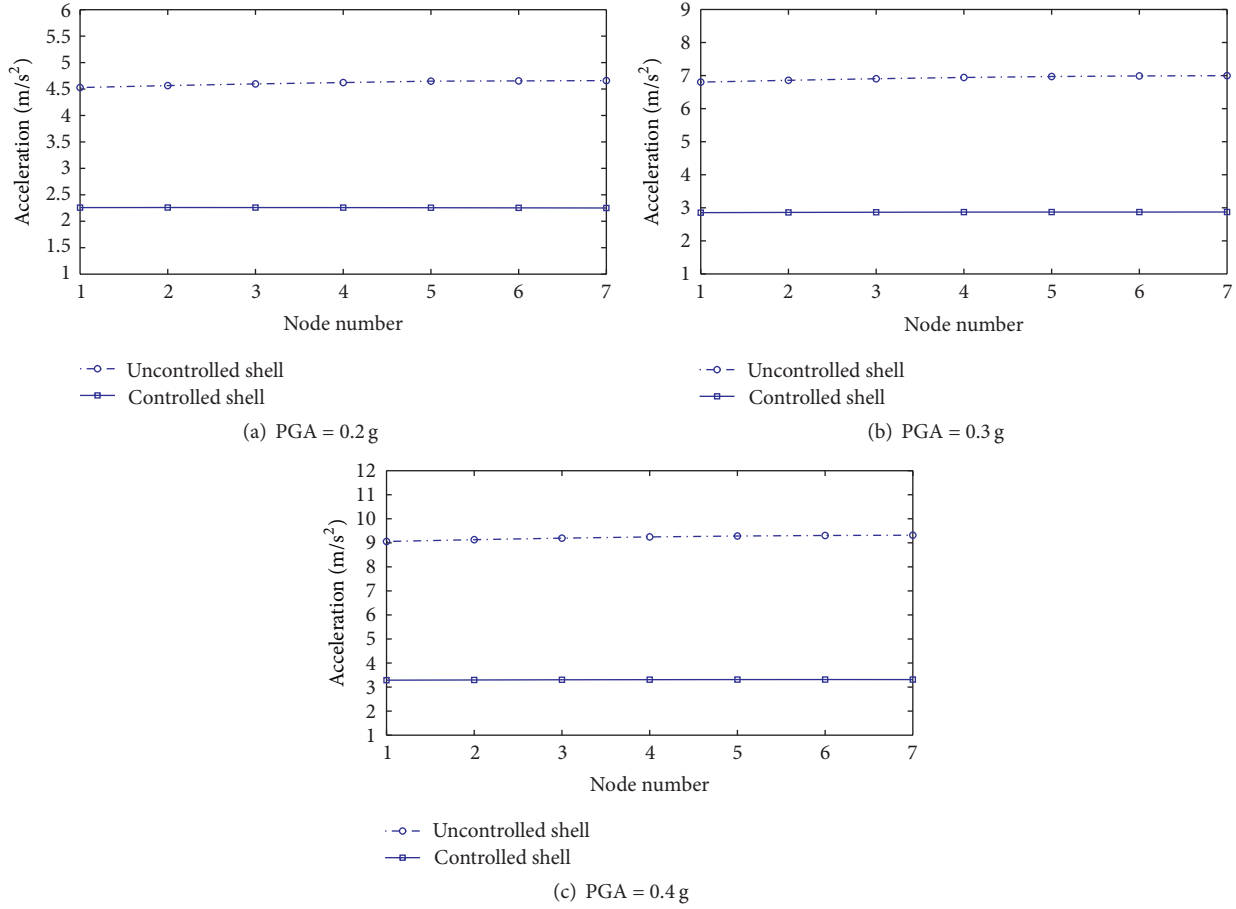 6
5.5
5
4.5
4
3.5
3
2.5
2
1.5
1
Acceleration (m/s²)
1 2 3 4 5 6 7
Node number
Uncontrolled shell
Controlled shell
(a) PGA = 0.2 g
9
8
7
6
5
4
3
2
1
Acceleration (m/s²)
1 2 3 4 5 6 7
Node number
Uncontrolled shell
Controlled shell
(b) PGA = 0.3 g
12
11
10
9
8
7
6
5
4
3
2
1
Acceleration (m/s²)
1 2 3 4 5 6 7
Node number
Uncontrolled shell
Controlled shell
(c) PGA = 0.4 g